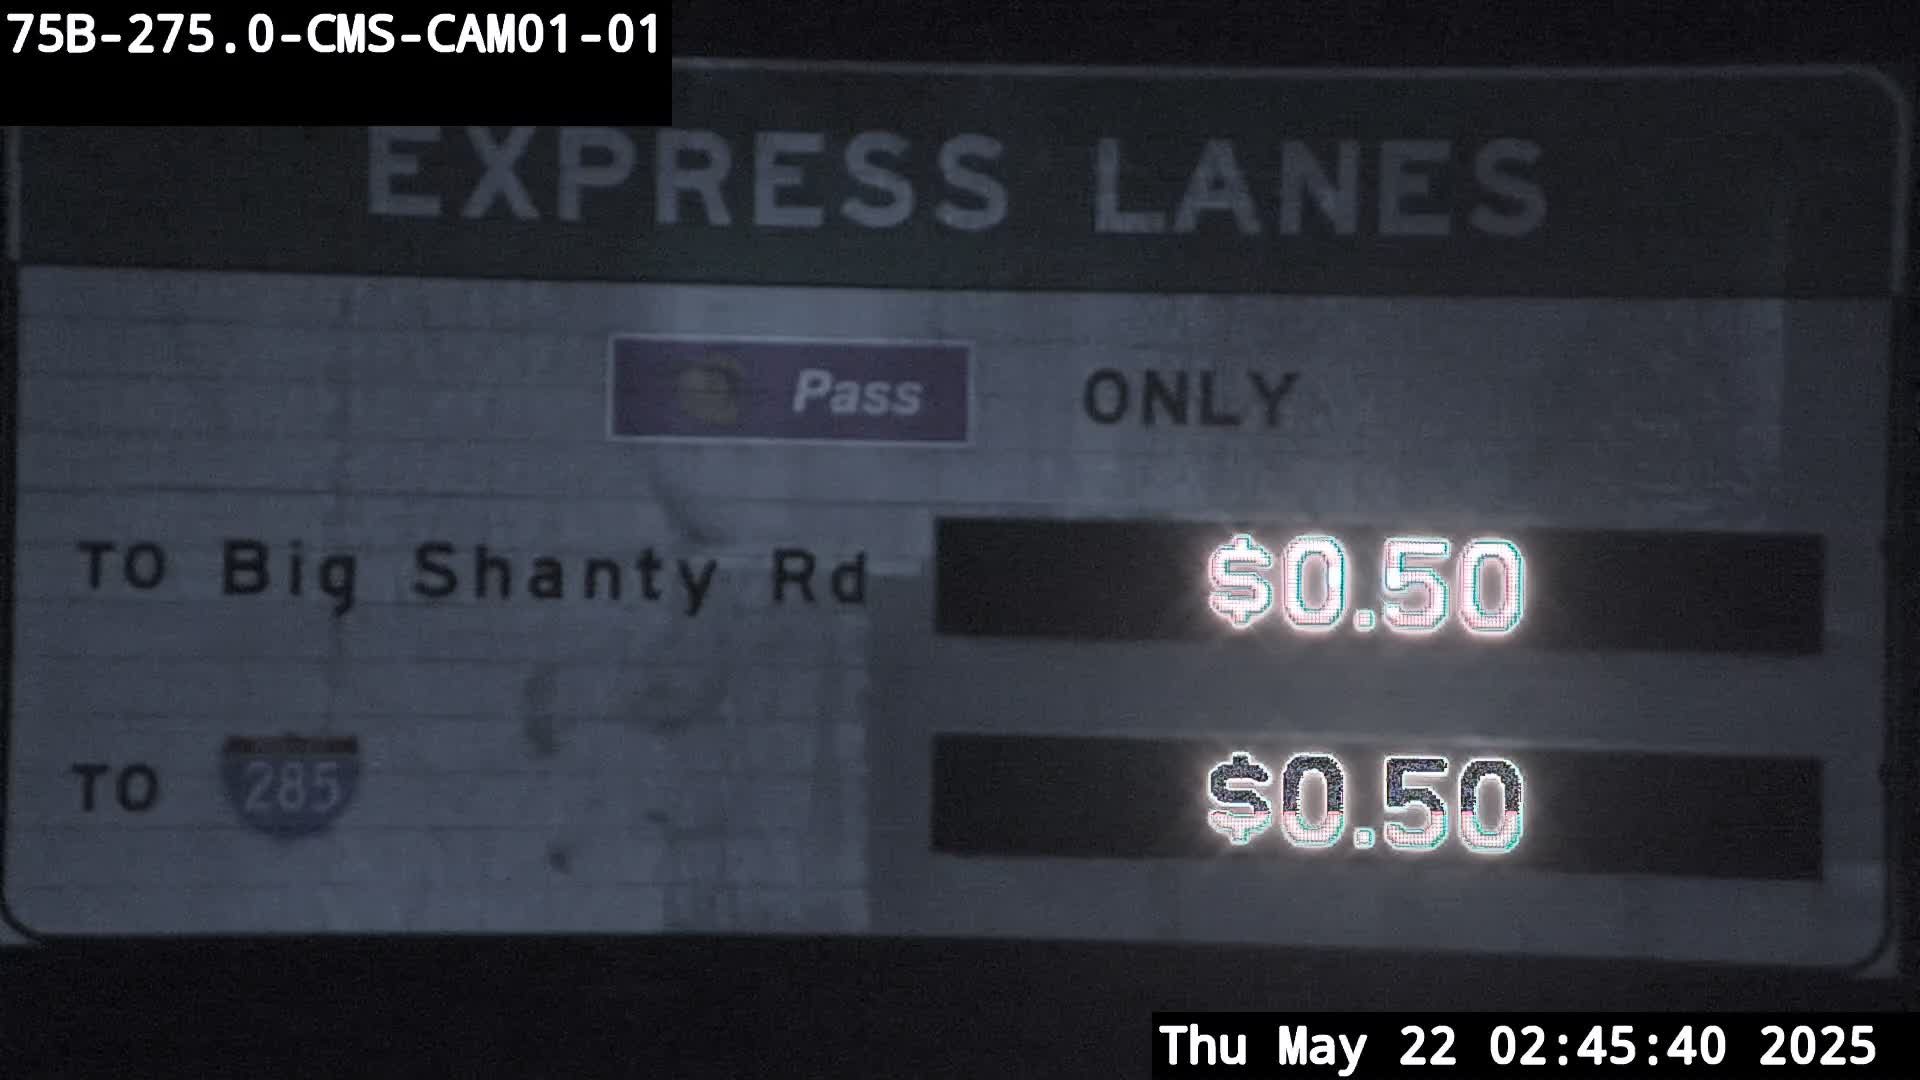 75B-275.0-CMS-CAM01-01
EXPRESS LANES
Pass ONLY
TO Big Shanty Rd $0.50
TO 285 $0.50
Thu May 22 02:45:40 2025